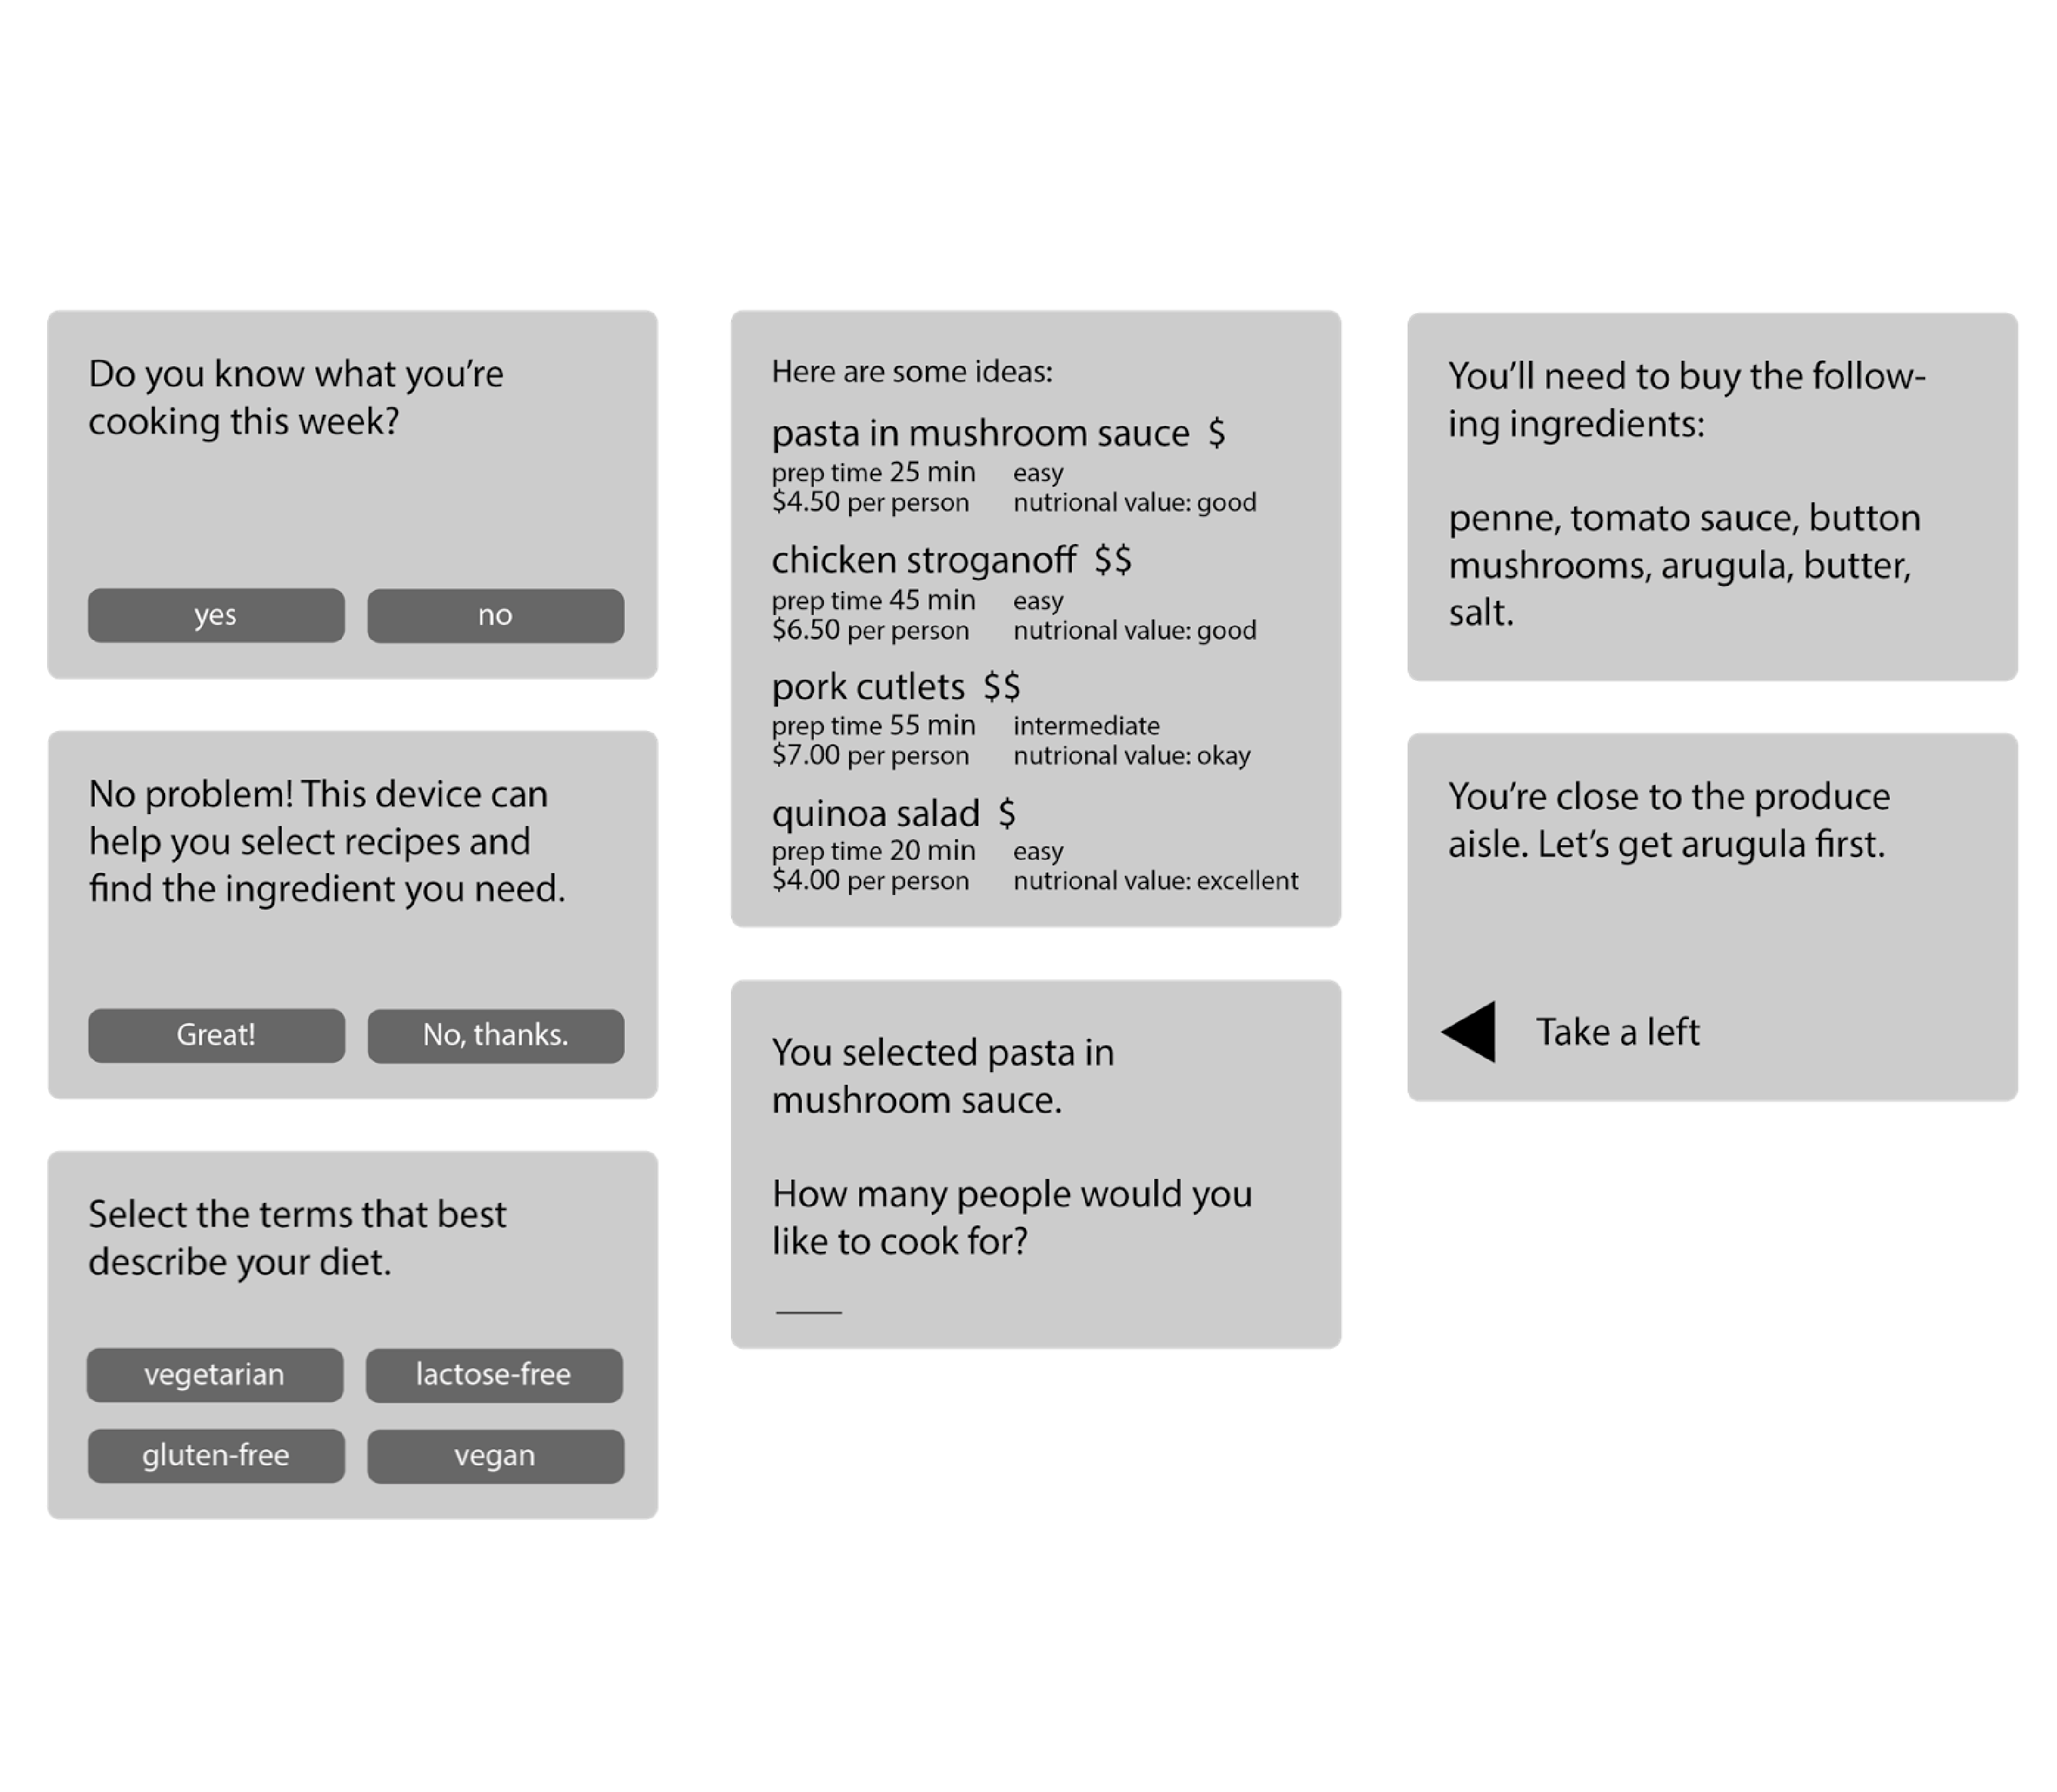 Do you know what you're
cooking this week?
yes
no
No problem! This device can
help you select recipes and
find the ingredient you need.
Great!
No, thanks.
Select the terms that best
describe your diet.
vegetarian
lactose-free
gluten-free
vegan
Here are some ideas:
pasta in mushroom sauce $
prep time 25 min easy
$4.50 per person nutrional value: good
chicken stroganoff $$
prep time 45 min easy
$6.50 per person nutrional value: good
pork cutlets $$
prep time 55 min intermediate
$7.00 per person nutrional value: okay
quinoa salad $
prep time 20 min easy
$4.00 per person nutrional value: excellent
You selected pasta in
mushroom sauce.
How many people would you
like to cook for?
You'll need to buy the follow-
ing ingredients:
penne, tomato sauce, button
mushrooms, arugula, butter,
salt.
You're close to the produce
aisle. Let's get arugula first.
Take a left